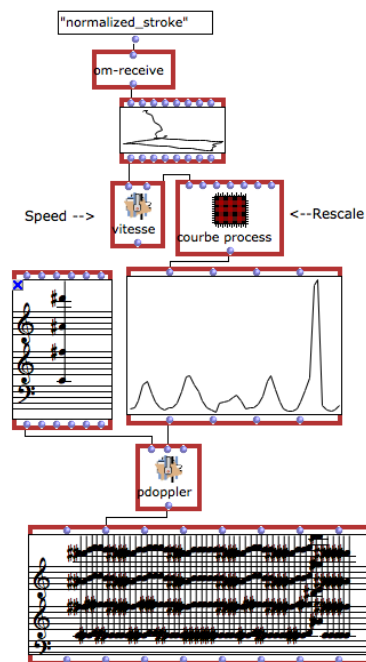 "normalized_stroke"
om-receive
Speed -->
vitesse
courbe process
<--Rescale
pdoppler